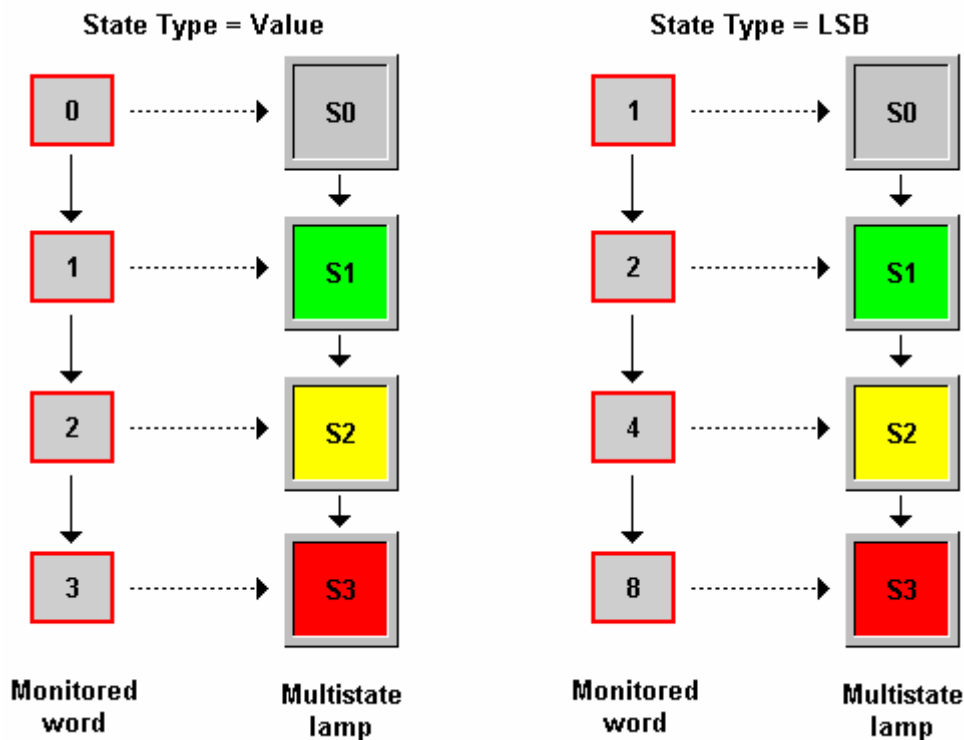 State Type = Value
0
S0
1
S1
2
S2
3
S3
Monitored
word
Multistate
lamp
State Type = LSB
1
S0
2
S1
4
S2
8
S3
Monitored
word
Multistate
lamp